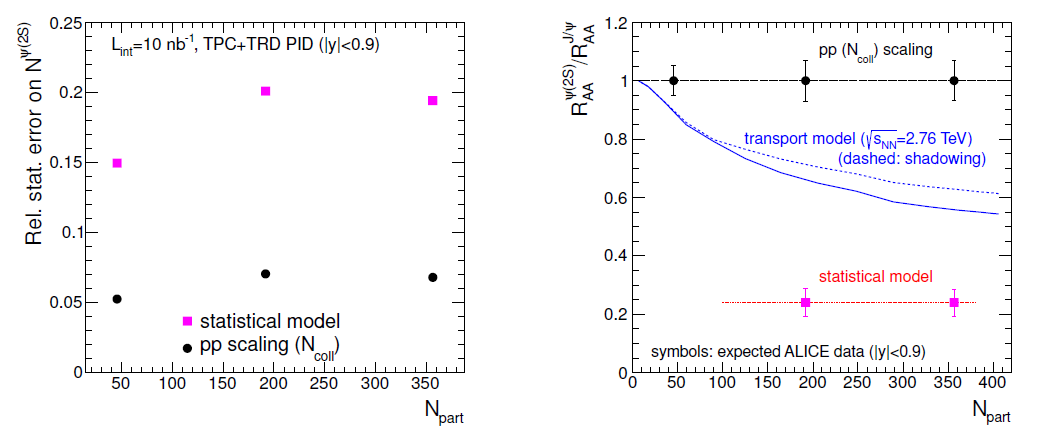 Rel. stat. error on N^ψ(2S)
0.25
0.2
0.15
0.1
0.05
0
L_int=10 nb^-1, TPC+TRD PID (|y|<0.9)
statistical model
pp scaling (N_coll)
50 100 150 200 250 300 350
N_part
R_AA^ψ(2S)/R_AA^J/ψ
1.2
1
0.8
0.6
0.4
0.2
0
pp (N_coll) scaling
transport model (√s_NN=2.76 TeV)
(dashed: shadowing)
statistical model
symbols: expected ALICE data (|y|<0.9)
0 50 100 150 200 250 300 350 400
N_part